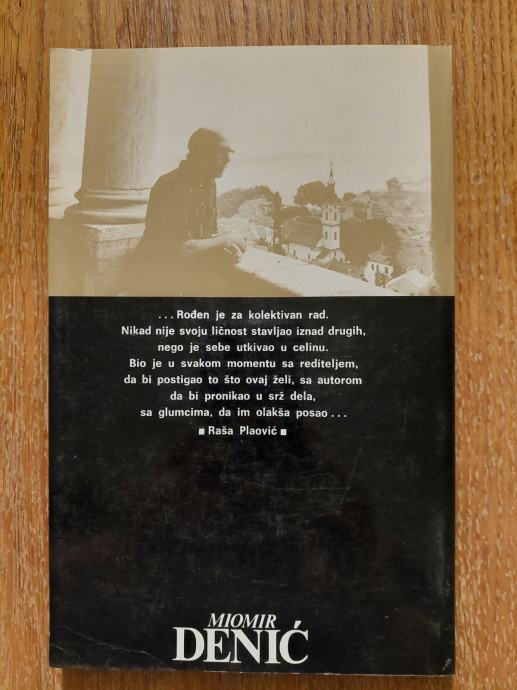 ...Rođen je za kolektivan rad.
Nikad nije svoju ličnost stavljao iznad drugih,
nego je sebe utkivao u celinu.
Bio je u svakom momentu sa rediteljem,
da bi postigao to što ovaj želi, sa autorom
da bi pronikao u srž dela,
sa glumcima, da im olakša posao...
■ Raša Plaović ■
MIOMIR
DENIĆ